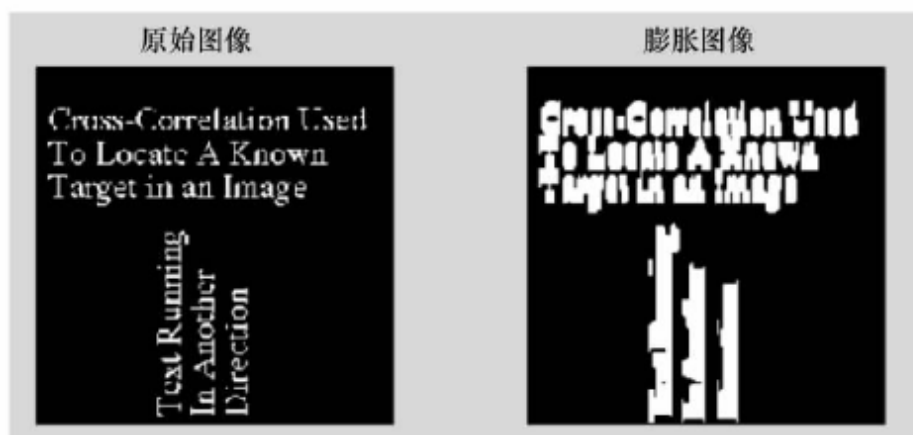 原始图像
膨胀图像
Cross-Correlation Used
To Locate A Known
Target in an Image
Text Running
In Another
Direction
Cross-Correlation Used
To Locate A Known
Target in an Image